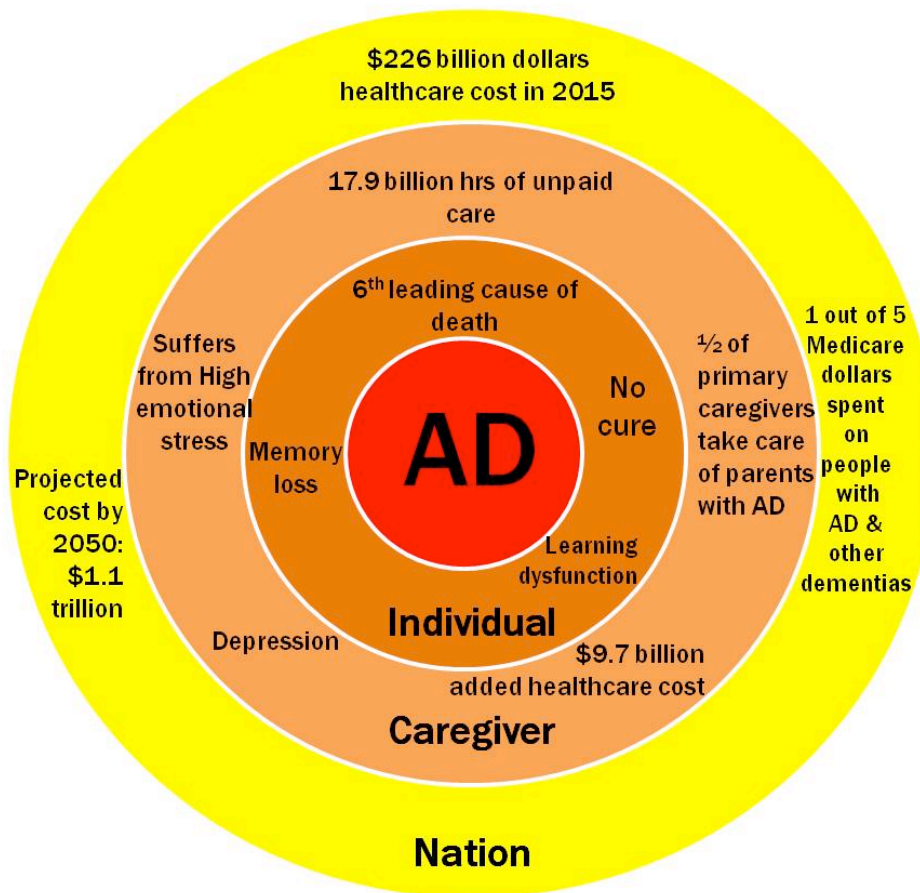 $226 billion dollars
healthcare cost in 2015
17.9 billion hrs of unpaid
care
6th leading cause of
death
Suffers
from High
emotional
stress
½ of
primary
caregivers
take care
of parents
with AD
1 out of 5
Medicare
dollars
spent
on
people
with
AD &
other
dementias
No
cure
AD
Memory
loss
Projected
cost by
2050:
$1.1
trillion
Learning
dysfunction
Individual
Depression
$9.7 billion
added healthcare cost
Caregiver
Nation